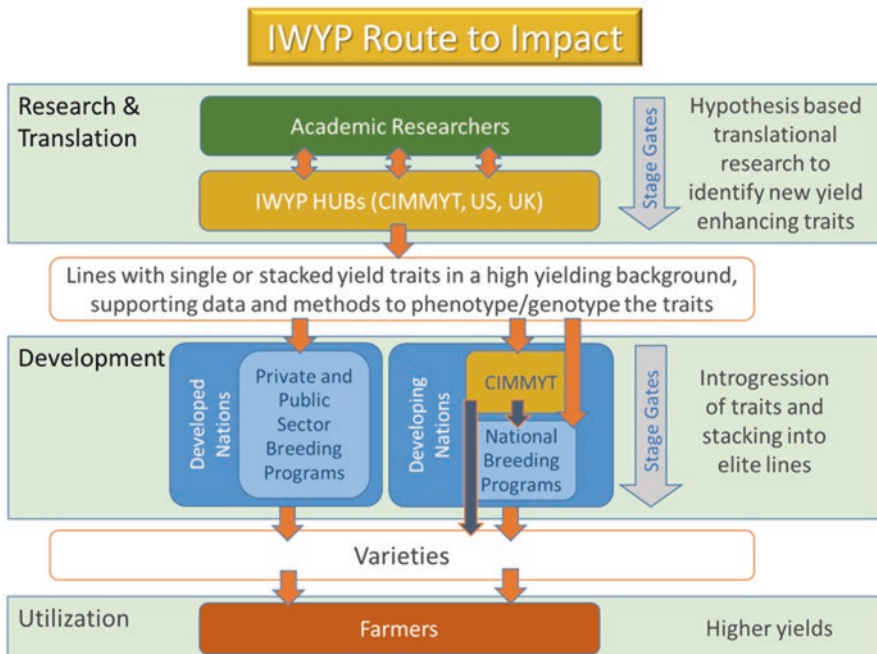 IWYP Route to Impact
Research &
Translation
Academic Researchers
IWYP HUBs (CIMMYT, US, UK)
Stage Gates
Hypothesis based
translational
research to
identify new yield
enhancing traits
Lines with single or stacked yield traits in a high yielding background,
supporting data and methods to phenotype/genotype the traits
Development
Developed
Nations
Private and
Public
Sector
Breeding
Programs
Developing
Nations
CIMMYT
National
Breeding
Programs
Stage Gates
Introgression
of traits and
stacking into
elite lines
Varieties
Utilization
Farmers
Higher yields